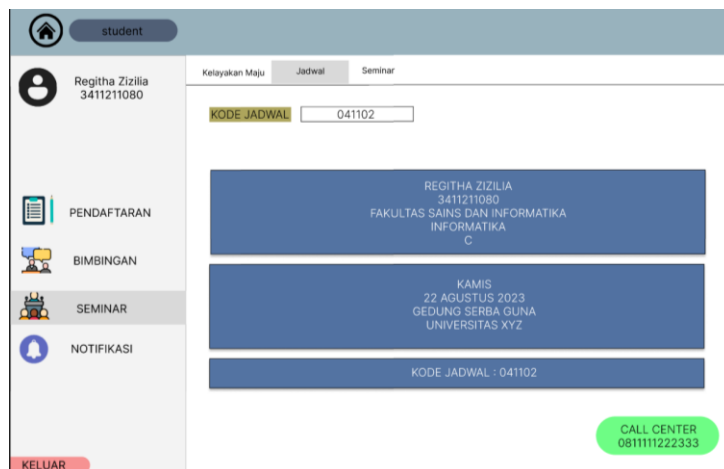 student
Regitha Zizilia
3411211080
PENDAFTARAN
BIMBINGAN
SEMINAR
NOTIFIKASI
KELUAR
Kelayakan Maju
Jadwal
Seminar
KODE JADWAL
041102
REGITHA ZIZILIA
3411211080
FAKULTAS SAINS DAN INFORMATIKA
INFORMATIKA
C
KAMIS
22 AGUSTUS 2023
GEDUNG SERBA GUNA
UNIVERSITAS XYZ
KODE JADWAL : 041102
CALL CENTER
0811111222333